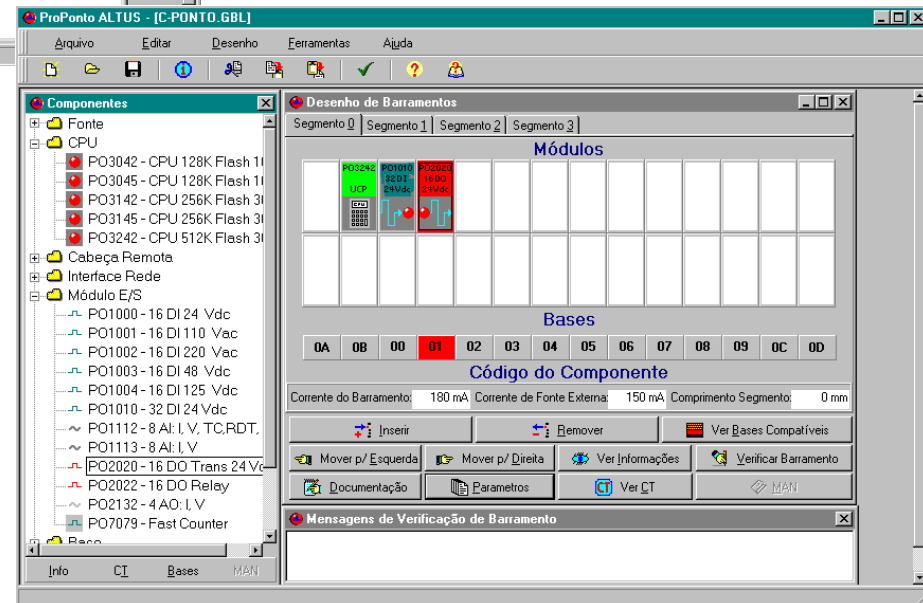 ProPonto ALTUS - [C-PONTO.GBL]
Arquivo Editar Desenho Ferramentas Ajuda
Componentes
Fonte
CPU
PO3042 - CPU 128K Flash
PO3045 - CPU 128K Flash
PO3142 - CPU 256K Flash
PO3145 - CPU 256K Flash
PO3242 - CPU 512K Flash
Cabeça Remota
Interface Rede
Módulo E/S
PO1000 - 16 DI 24 Vdc
PO1001 - 16 DI 110 Vac
PO1002 - 16 DI 220 Vac
PO1003 - 16 DI 48 Vdc
PO1004 - 16 DI 125 Vdc
PO1010 - 32 DI 24 Vdc
PO1112 - 8 AI: I, V, TC,RDT,
PO1113 - 8 AI: I, V
PO2020 - 16 DO Trans 24 V
PO2022 - 16 DO Relay
PO2132 - 4 AO: I, V
PO7079 - Fast Counter
Info CT Bases MAN
Desenho de Barramentos
Segmento 0 Segmento 1 Segmento 2 Segmento 3
Módulos
PO3242 PO1010 PO2020
32DI 16DO
UCP 24Vdc 24Vdc
CPU
Bases
0A 0B 00 01 02 03 04 05 06 07 08 09 0C 0D
Código do Componente
Corrente do Barramento: 180 mA Corrente de Fonte Externa: 150 mA Comprimento Segmento: 0 mm
Inserir Remover Ver Bases Compatíveis
Mover p/ Esquerda Mover p/ Direita Ver Informações Verificar Barramento
Documentação Parametros CT Ver CT MAN
Mensagens de Verificação de Barramento